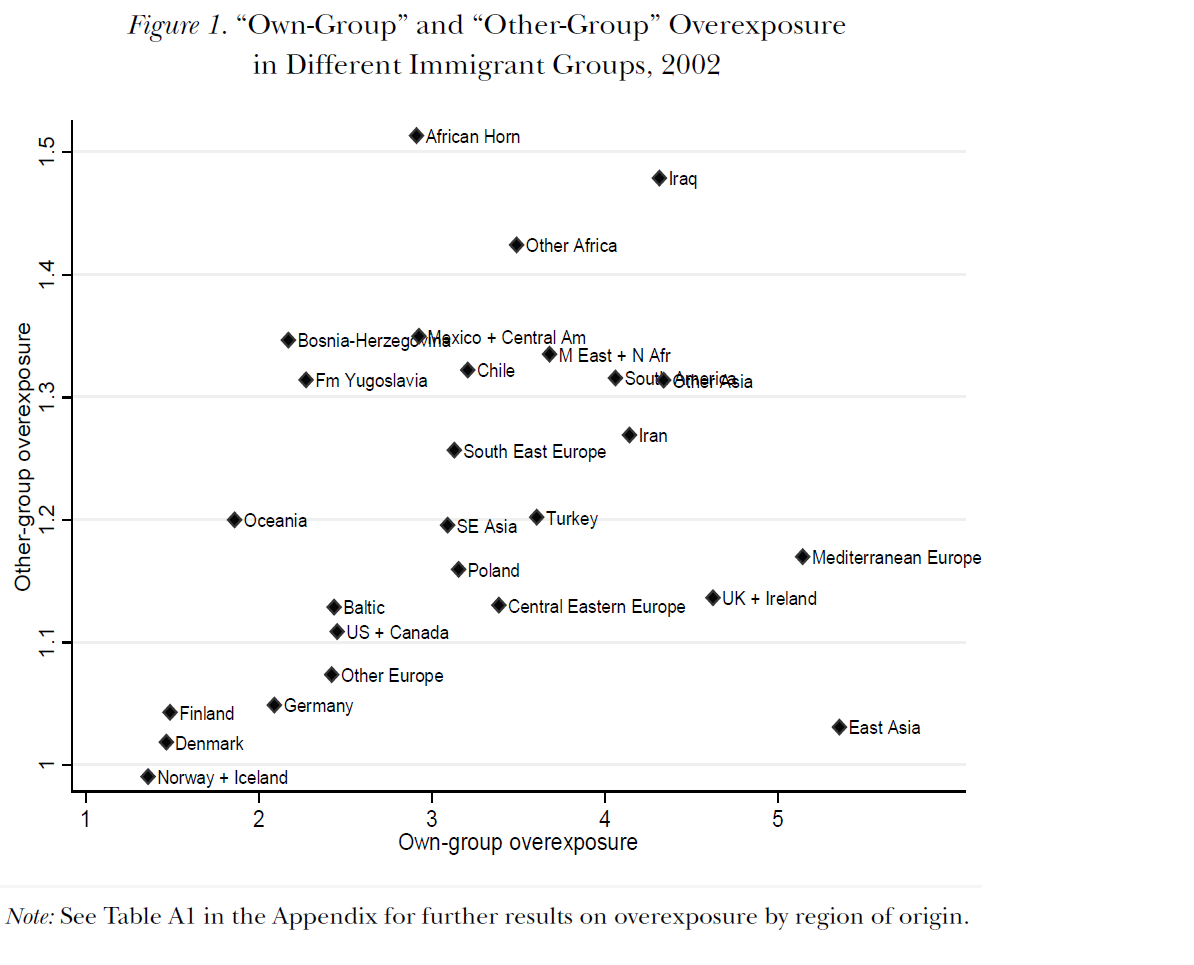 Figure 1. “Own-Group” and “Other-Group” Overexposure
in Different Immigrant Groups, 2002
Other-group overexposure
1.5
1.4
1.3
1.2
1.1
1
African Horn
Iraq
Other Africa
Bosnia-Herzegovina
Mexico + Central Am
M East + N Afr
Chile
Fm Yugoslavia
South America
Other Asia
Iran
South East Europe
Oceania
SE Asia
Turkey
Mediterranean Europe
Poland
Baltic
Central Eastern Europe
UK + Ireland
US + Canada
Other Europe
Germany
Finland
East Asia
Denmark
Norway + Iceland
1 2 3 4 5
Own-group overexposure
Note: See Table A1 in the Appendix for further results on overexposure by region of origin.